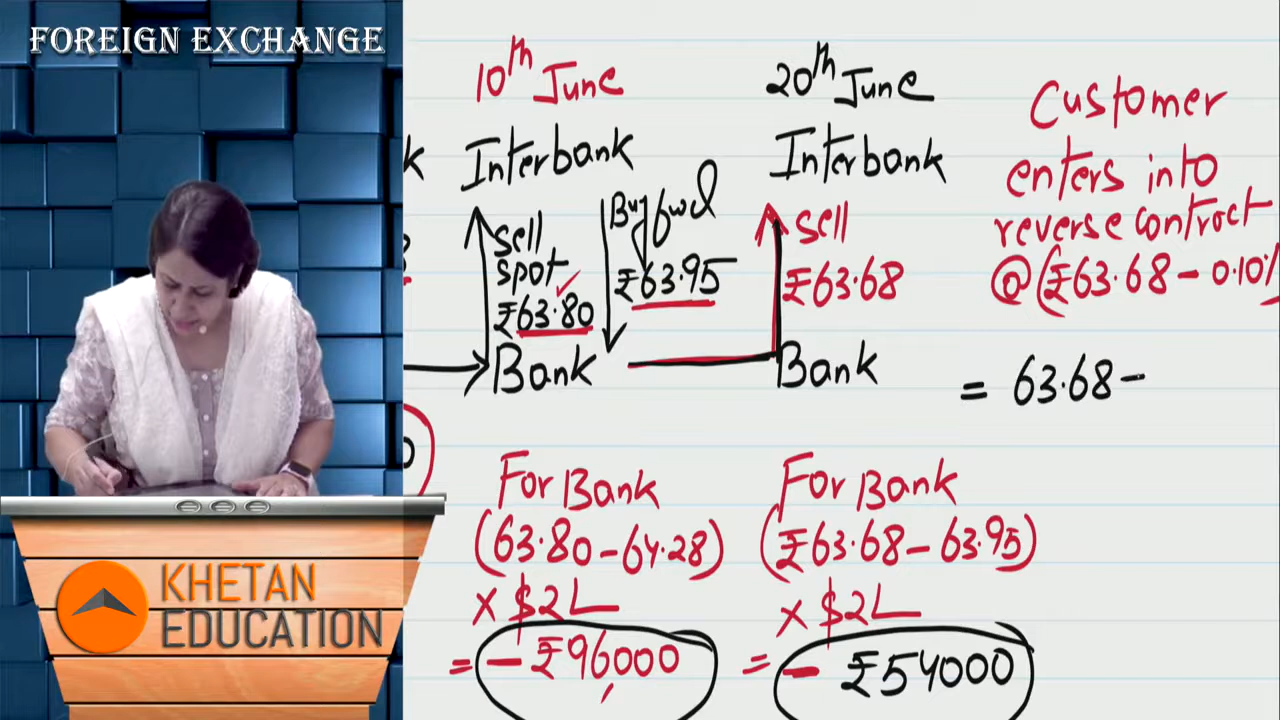 FOREIGN EXCHANGE
KHETAN
EDUCATION
k
0
10th June
Interbank
Sell
spot
₹63.80
Buy fwd
₹63.95
Bank
For Bank
(63.80-64.28)
X $2L
= - ₹96000
20th June
Interbank
Sell
₹63.68
Bank
For Bank
(₹63.68-63.95)
X $2L
= - ₹54000
Customer
enters into
reverse contract
@(₹63.68-0.10%
= 63.68-